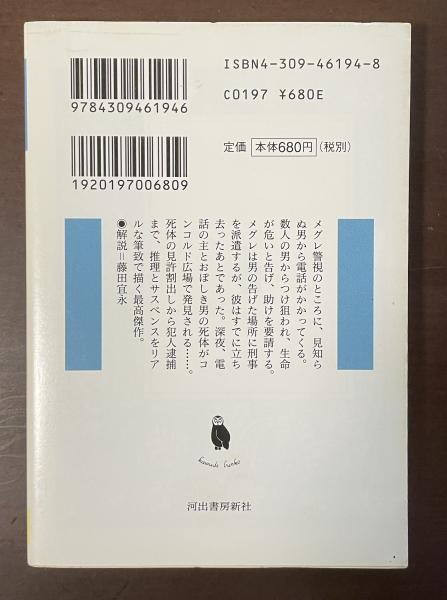 ISBN4-309-46194-8
9784309461946
C0197 ¥680E
定価 本体680円(税別)
1920197006809
メグレ警視のところに、見知ら
ぬ男から電話がかかってくる。
数人の男からつけ狙われ、生命
が危いと告げ、助けを要請する。
メグレは男の告げた場所に刑事
を派遣するが、彼はすでに立ち
去ったあとであった。深夜、電
話の主とおぼしき男の死体がコ
ンコルド広場で発見される……。
死体の見許割出しから犯人逮捕
まで、推理とサスペンスをリア
ルな筆致で描く最高傑作。
●解説=藤田宜永
kawade bunko
河出書房新社